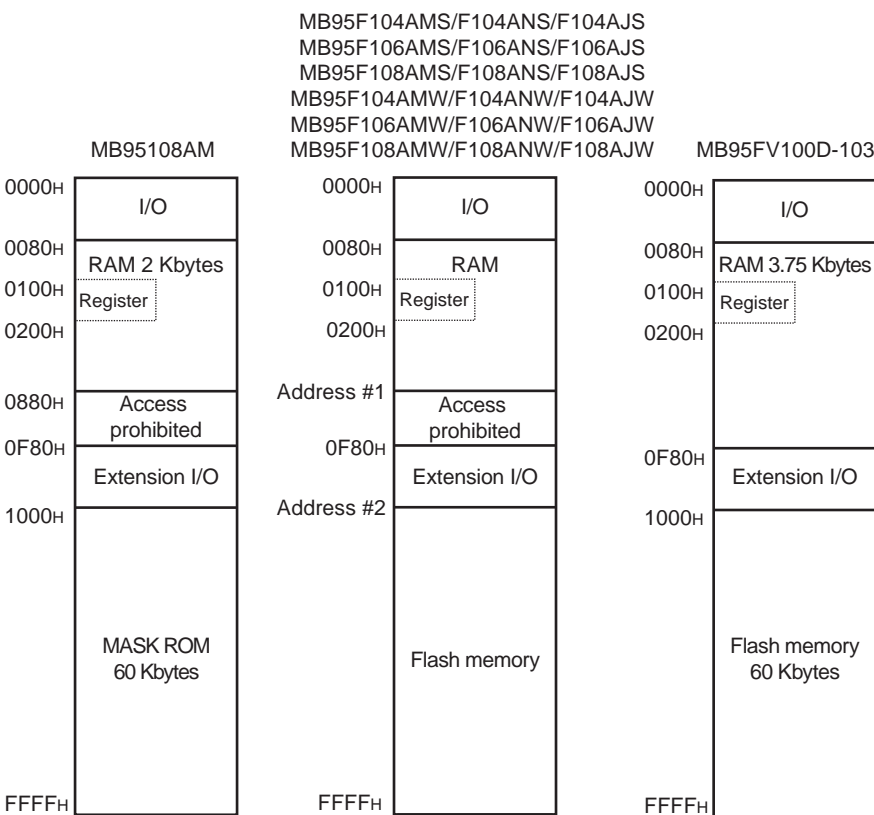 MB95F104AMS/F104ANS/F104AJS
MB95F106AMS/F106ANS/F106AJS
MB95F108AMS/F108ANS/F108AJS
MB95F104AMW/F104ANW/F104AJW
MB95F106AMW/F106ANW/F106AJW
MB95F108AMW/F108ANW/F108AJW
MB95108AM
0000H
I/O
0080H
RAM 2 Kbytes
0100H
Register
0200H
0880H
Access
prohibited
0F80H
Extension I/O
1000H
MASK ROM
60 Kbytes
FFFFH
0000H
I/O
0080H
RAM
0100H
Register
0200H
Address #1
Access
prohibited
0F80H
Extension I/O
Address #2
Flash memory
FFFFH
MB95FV100D-103
0000H
I/O
0080H
RAM 3.75 Kbytes
0100H
Register
0200H
0F80H
Extension I/O
1000H
Flash memory
60 Kbytes
FFFFH